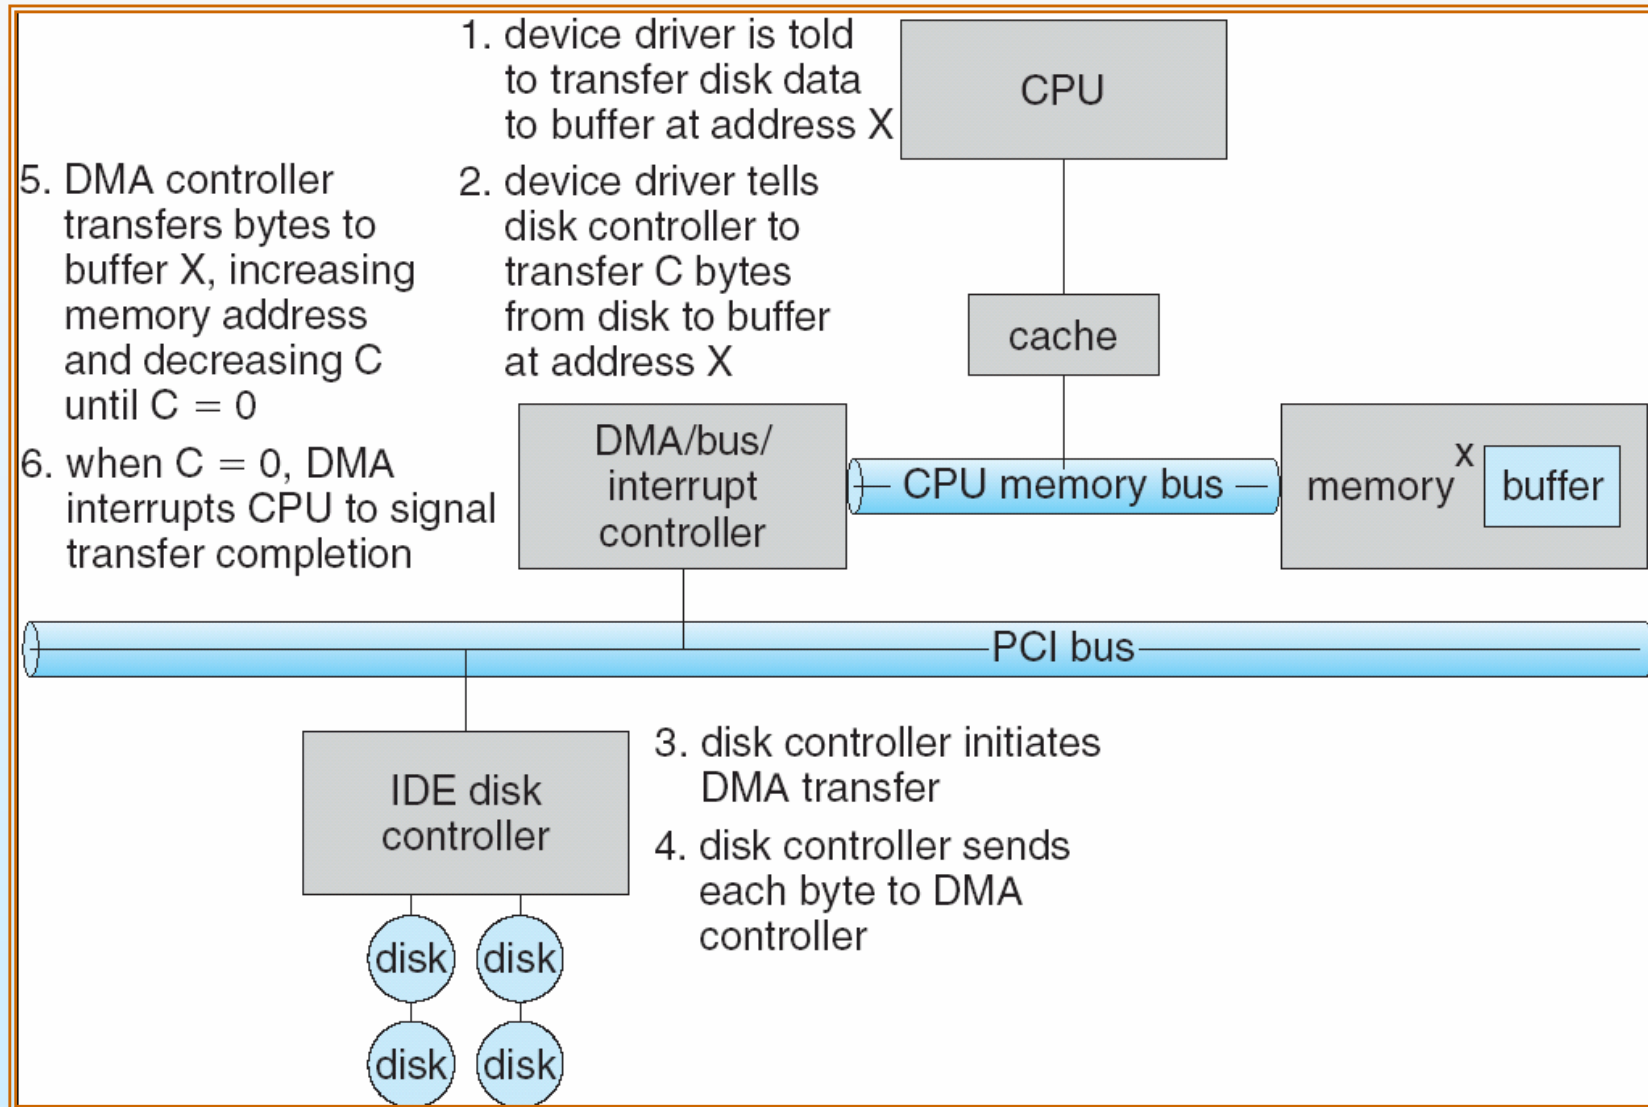 1. device driver is told
to transfer disk data
to buffer at address X
CPU
5. DMA controller
transfers bytes to
buffer X, increasing
memory address
and decreasing C
until C = 0
2. device driver tells
disk controller to
transfer C bytes
from disk to buffer
at address X
cache
6. when C = 0, DMA
interrupts CPU to signal
transfer completion
DMA/bus/
interrupt
controller
CPU memory bus
memory
X
buffer
PCI bus
IDE disk
controller
3. disk controller initiates
DMA transfer
4. disk controller sends
each byte to DMA
controller
disk
disk
disk
disk